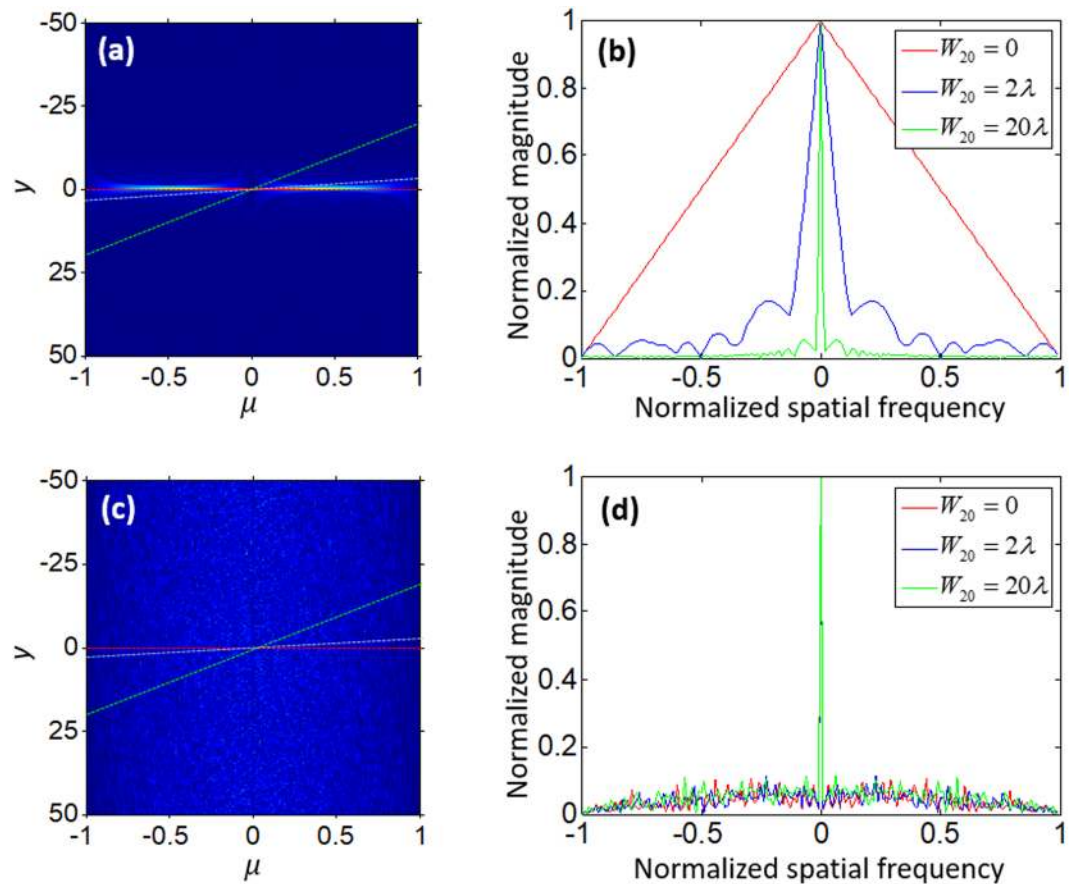 (a)
-50
-25
0
25
50
y
-1
-0.5
0
0.5
1
μ
(b)
1
0.8
0.6
0.4
0.2
0
Normalized magnitude
W₂₀ = 0
W₂₀ = 2λ
W₂₀ = 20λ
-1
-0.5
0
0.5
1
Normalized spatial frequency
(c)
-50
-25
0
25
50
y
-1
-0.5
0
0.5
1
μ
(d)
1
0.8
0.6
0.4
0.2
0
Normalized magnitude
W₂₀ = 0
W₂₀ = 2λ
W₂₀ = 20λ
-1
-0.5
0
0.5
1
Normalized spatial frequency